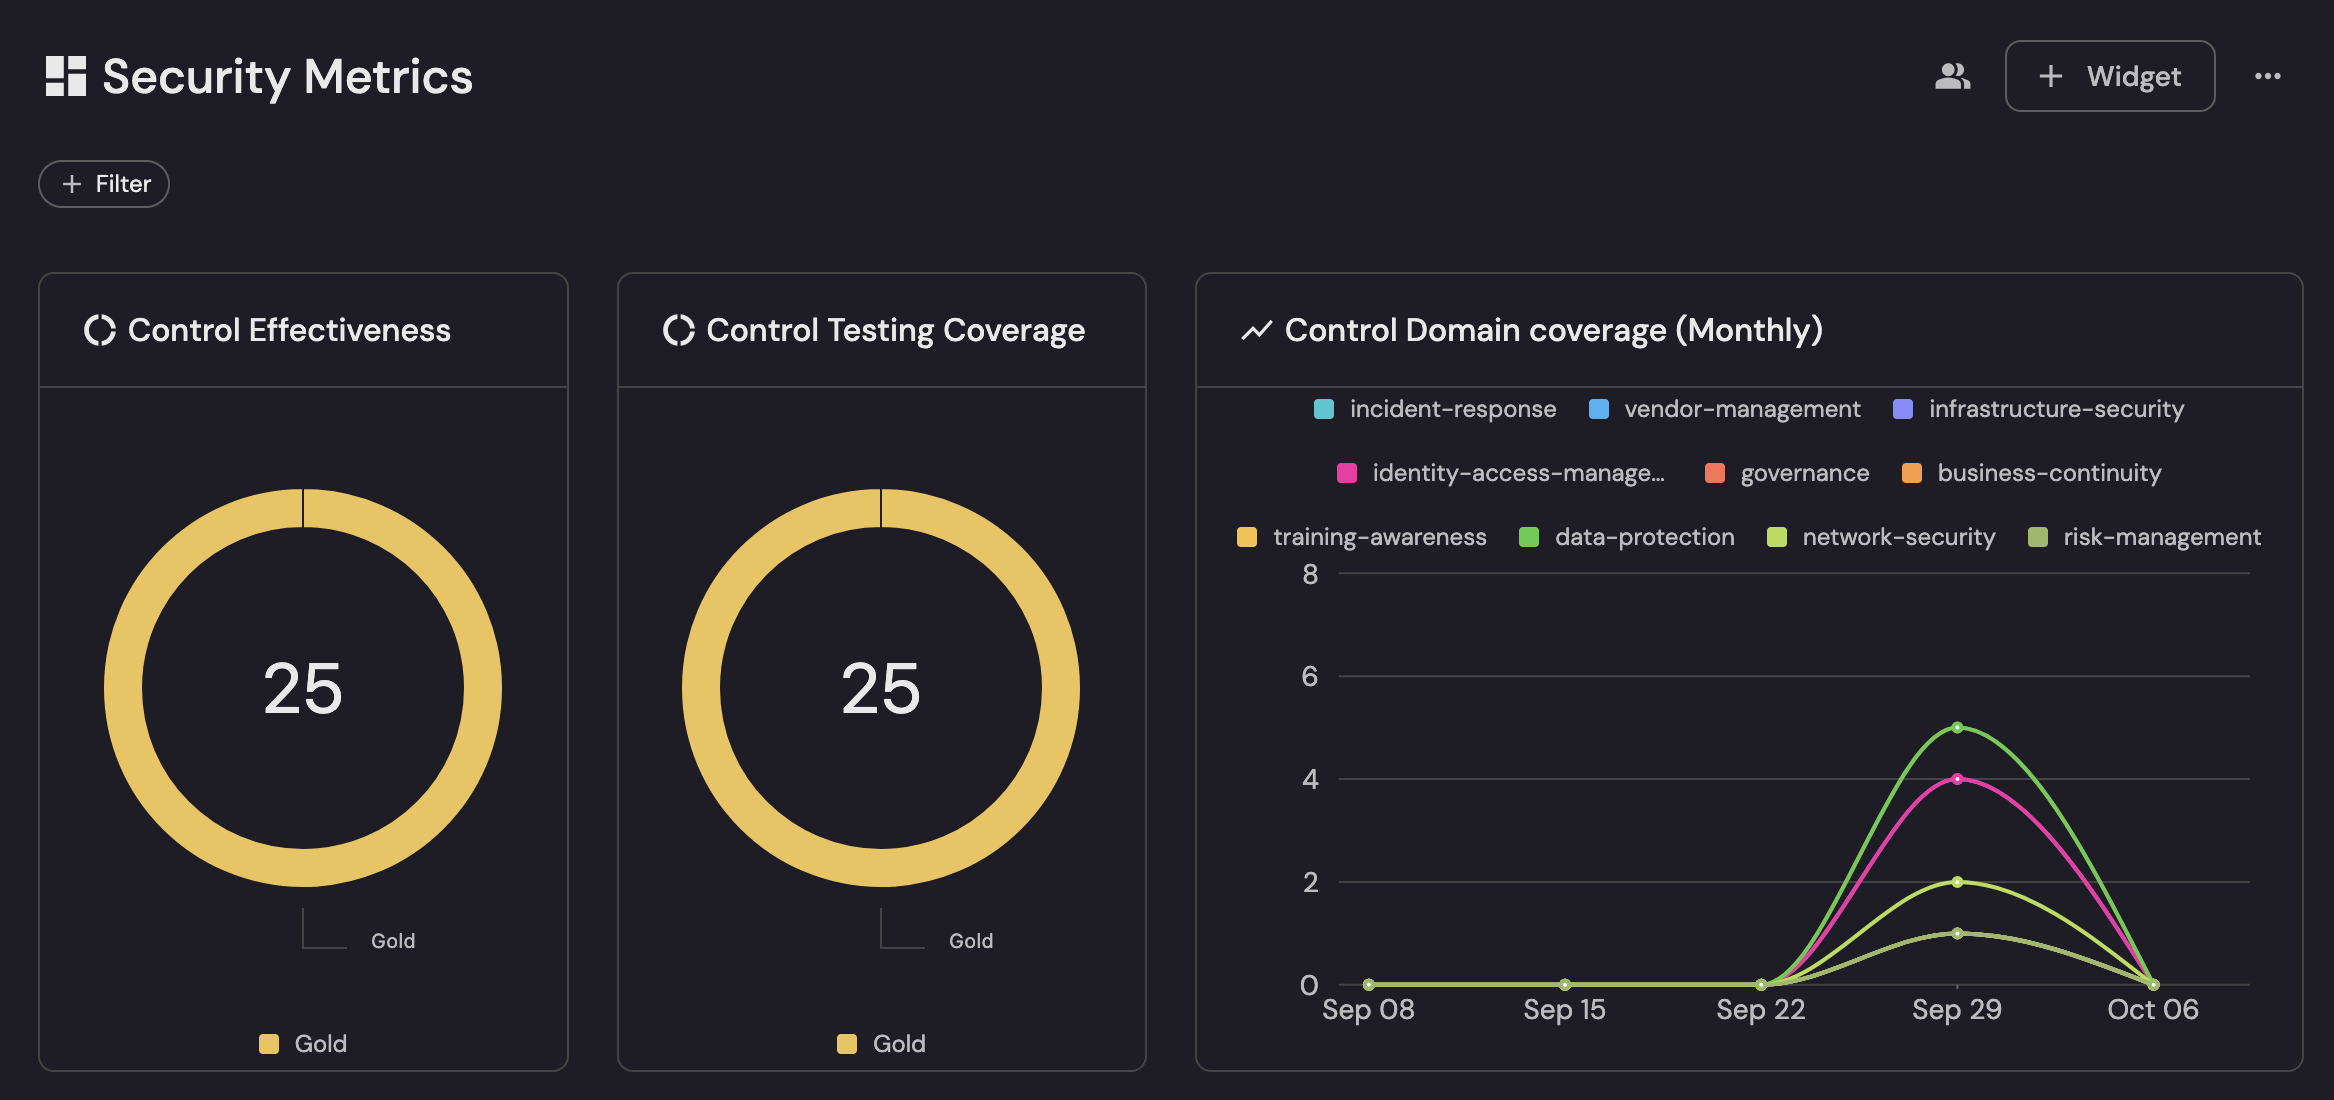 Security Metrics
Widget
Filter
Control Effectiveness
25
Gold
Gold
Control Testing Coverage
25
Gold
Gold
Control Domain coverage (Monthly)
incident-response vendor-management infrastructure-security
identity-access-manage... governance business-continuity
training-awareness data-protection network-security risk-management
8
6
4
2
0
Sep 08 Sep 15 Sep 22 Sep 29 Oct 06